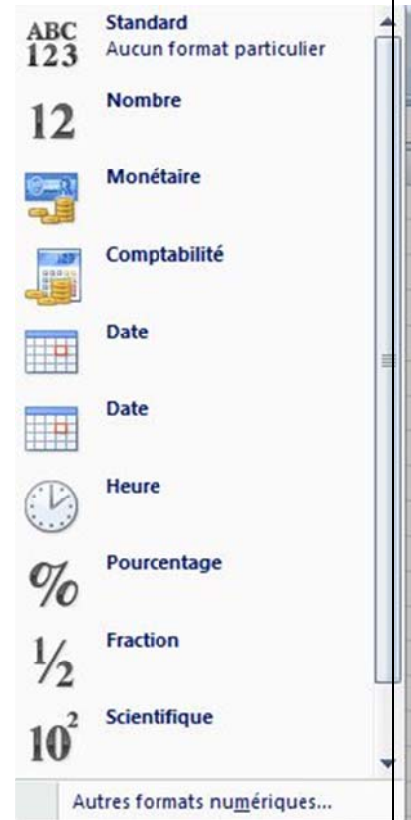 ABC
123
Standard
Aucun format particulier
12
Nombre
Monétaire
Comptabilité
Date
Date
Heure
%
Pourcentage
1/2
Fraction
10²
Scientifique
Autres formats numériques...